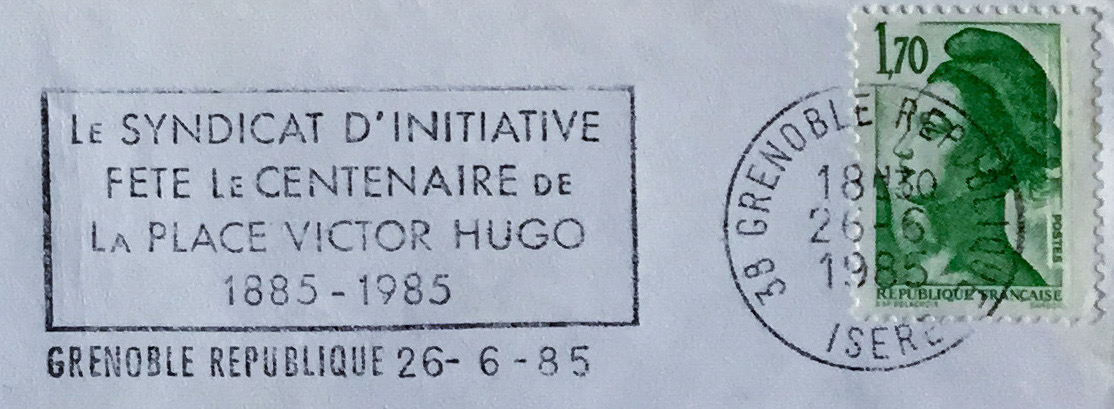 LE SYNDICAT D'INITIATIVE
FETE LE CENTENAIRE DE
LA PLACE VICTOR HUGO
1885-1985
GRENOBLE REPUBLIQUE 26-6-85
38 GRENOBLE REPUBLIQUE
18H30
26-6
1985
ISERE
1,70
POSTES
REPUBLIQUE FRANCAISE